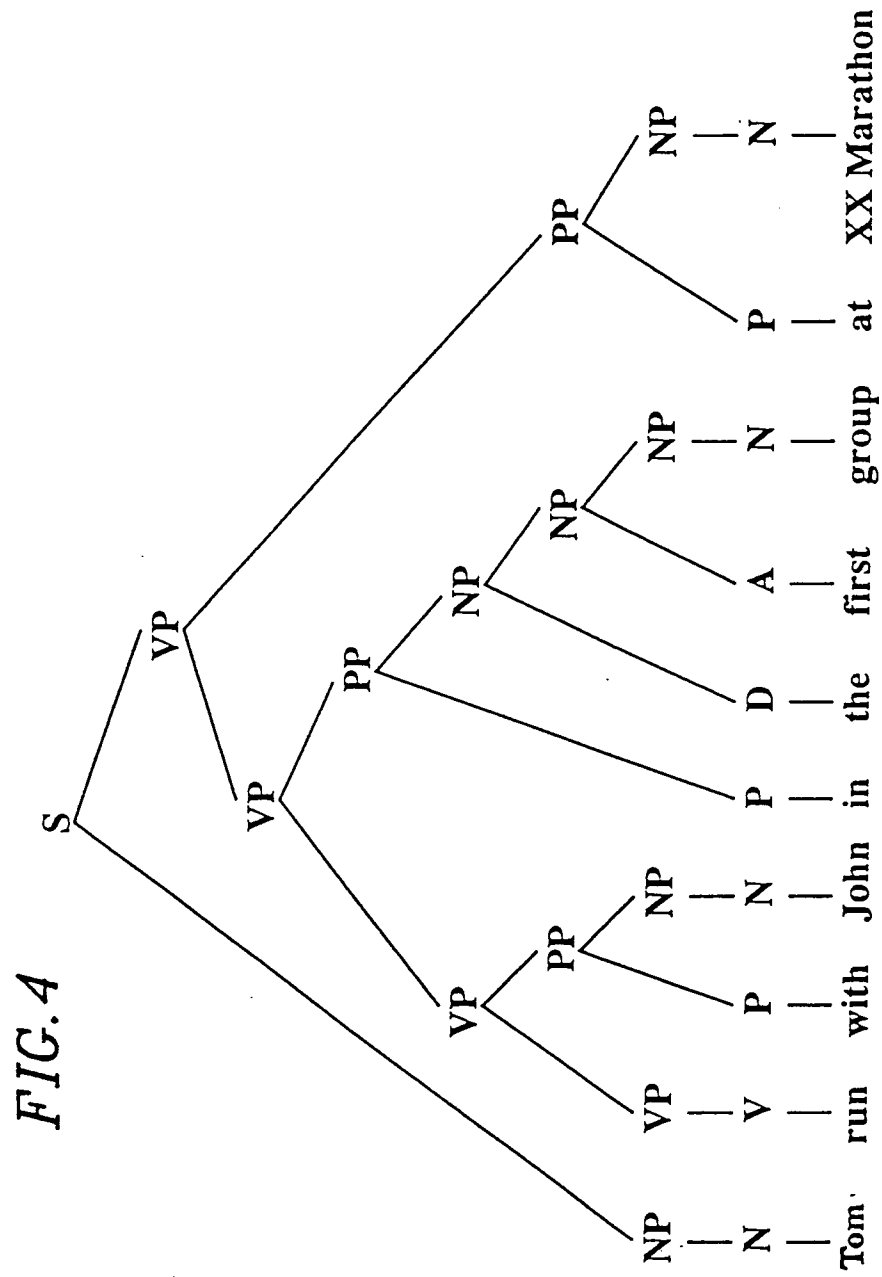 FIG.4
S
VP
VP
PP
VP
NP
PP
NP
PP
NP
VP
NP
NP
NP
N
V
P
N
P
D
A
N
P
N
Tom run with John in the first group at XX Marathon